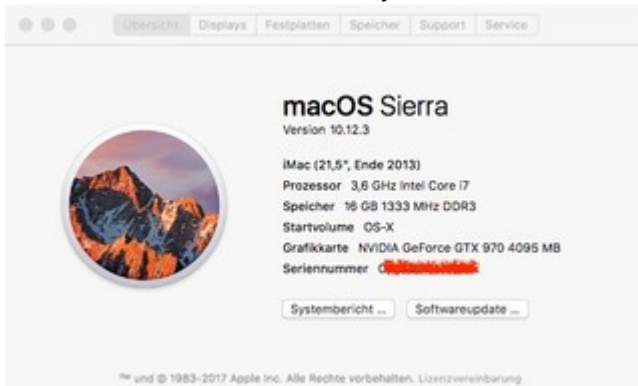 Übersicht Displays Festplatten Speicher Support Service
macOS Sierra
Version 10.12.3
iMac (21,5", Ende 2013)
Prozessor 3,6 GHz Intel Core i7
Speicher 16 GB 1333 MHz DDR3
Startvolume OS-X
Grafikkarte NVIDIA GeForce GTX 970 4095 MB
Seriennummer
Systembericht ... Softwareupdate ...
™ und © 1983-2017 Apple Inc. Alle Rechte vorbehalten. Lizenzvereinbarung